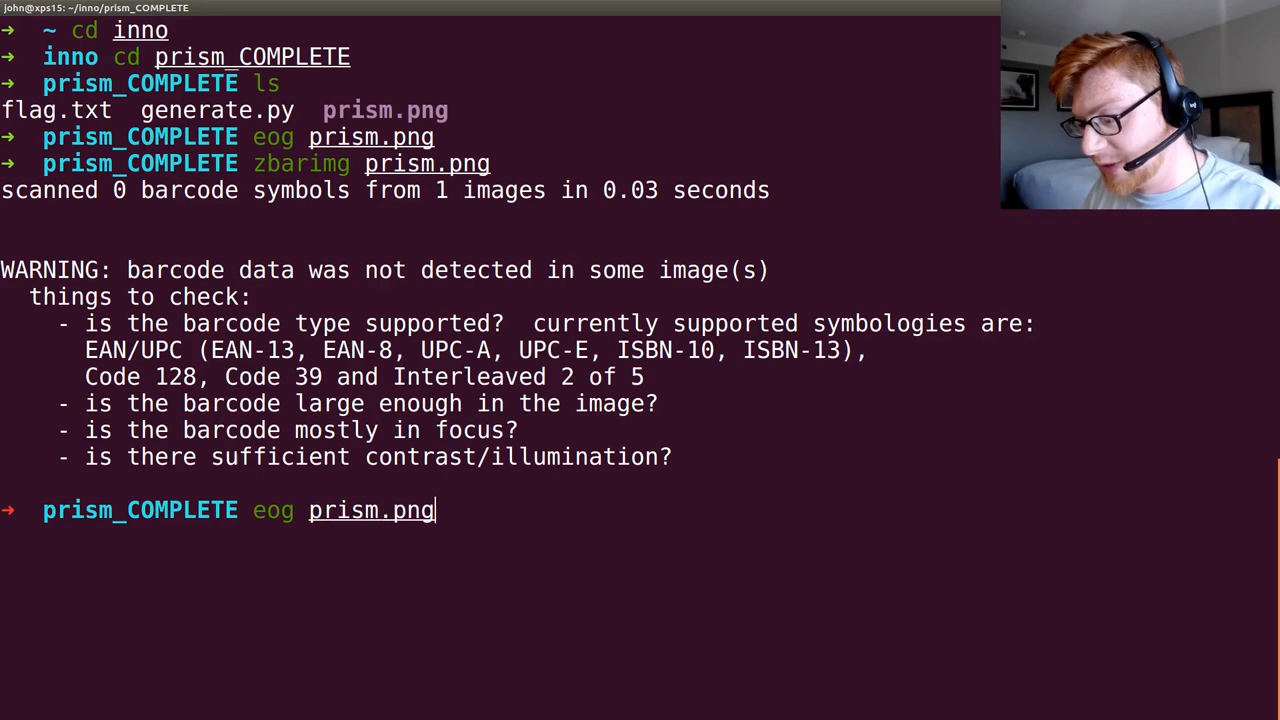 john@xps15: ~/inno/prism_COMPLETE
➜ ~ cd inno
➜ inno cd prism_COMPLETE
➜ prism_COMPLETE ls
flag.txt generate.py prism.png
➜ prism_COMPLETE eog prism.png
➜ prism_COMPLETE zbarimg prism.png
scanned 0 barcode symbols from 1 images in 0.03 seconds
WARNING: barcode data was not detected in some image(s)
things to check:
- is the barcode type supported? currently supported symbologies are:
EAN/UPC (EAN-13, EAN-8, UPC-A, UPC-E, ISBN-10, ISBN-13),
Code 128, Code 39 and Interleaved 2 of 5
- is the barcode large enough in the image?
- is the barcode mostly in focus?
- is there sufficient contrast/illumination?
➜ prism_COMPLETE eog prism.png